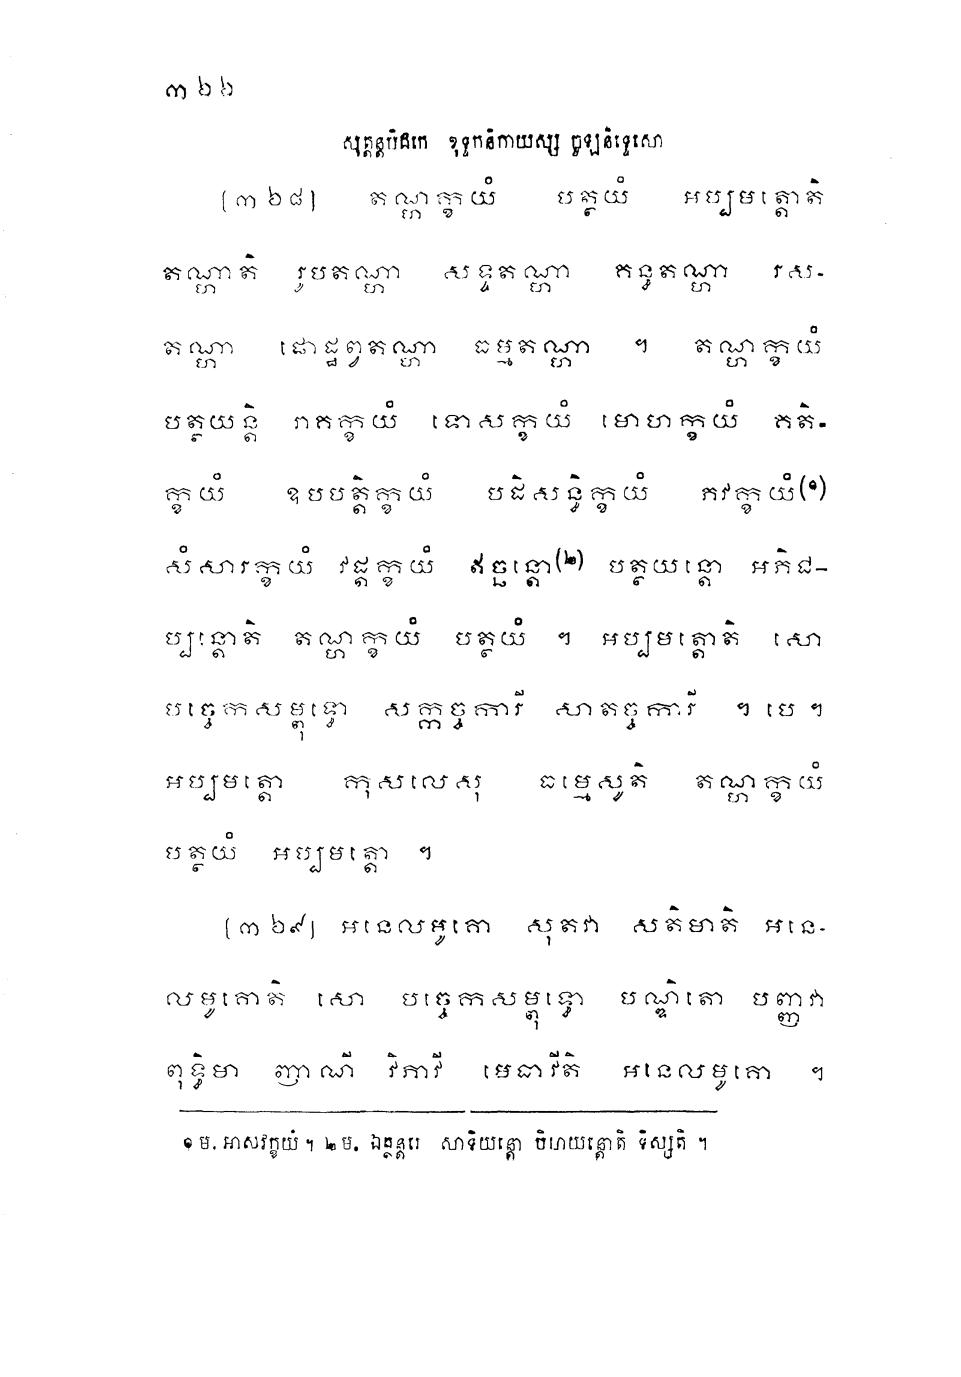 ៣៦៦
សុត្តន្តបិដកេ ខុទ្ទកនិកាយស្ស ចូឡនិទ្ទេសោ
[៣៦៨] តណ្ហក្ខយំ បត្ថយំ អប្បមត្តោតិ
តណ្ហាតិ រូបតណ្ហា សទ្ទតណ្ហា គន្ធតណ្ហា រស-
តណ្ហា ផោដ្ឋព្វតណ្ហា ធម្មតណ្ហា ។ តណ្ហក្ខយំ
បត្ថយន្តិ រាគក្ខយំ ទោសក្ខយំ មោហក្ខយំ គតិ-
ក្ខយំ ឧបបត្តិក្ខយំ បដិសន្ធិក្ខយំ ភវក្ខយំ(១)
សំសារក្ខយំ វដ្តក្ខយំ ឥច្ឆន្តោ(២) បត្ថយន្តោ អភិជ-
ប្បន្តោតិ តណ្ហក្ខយំ បត្ថយំ ។ អប្បមត្តោតិ សោ
បច្ចេកសម្ពុទ្ធោ សក្កច្ចការី សាតច្ចការី ។ បេ ។
អប្បមត្តោ កុសលេសុ ធម្មេសូតិ តណ្ហក្ខយំ
បត្ថយំ អប្បមត្តោ ។
[៣៦៩] អនេលមូគោ សុតវា សតិមាតិ អនេ-
លមូគោតិ សោ បច្ចេកសម្ពុទ្ធោ បណ្ឌិតោ បញ្ញវា
ពុទ្ធិមា ញាណី វិភាវី មេធាវីតិ អនេលមូគោ ។
១ ម. អាសវក្ខយំ ។ ២ ម. ឯត្ថន្តរេ សាទិយន្តោ បិហយន្តោតិ ទិស្សតិ ។